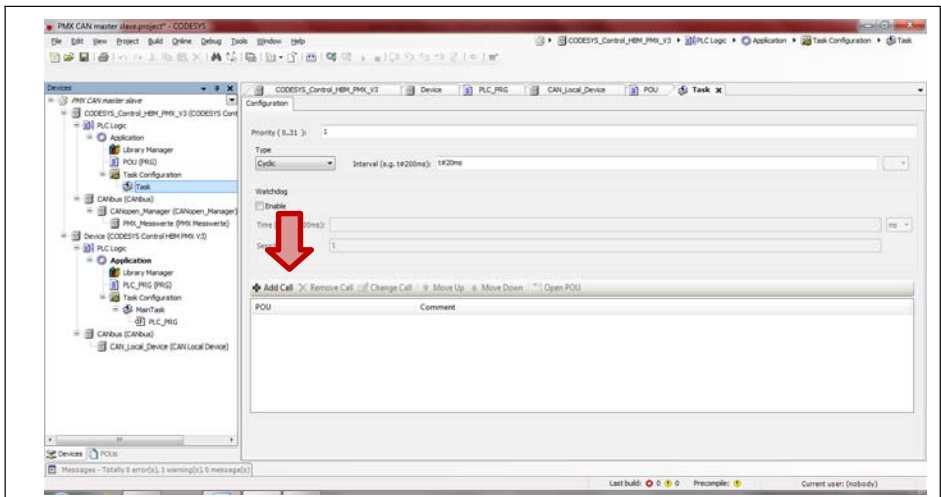 PMX CAN master slave.project* - CODESYS
File Edit View Project Build Online Debug Tools Window Help
CODESYS_Control_HBM_PMX_V3 PLC Logic Application Task Configuration Task
Devices
PMX CAN master slave
CODESYS_Control_HBM_PMX_V3 (CODESYS Cont
PLC Logic
Application
Library Manager
POU (PRG)
Task Configuration
Task
CANbus (CANbus)
CANopen_Manager (CANopen_Manager)
PMX_Messwerte (PMX Messwerte)
Device (CODESYS Control HBM PMX V3)
PLC Logic
Application
Library Manager
PLC_PRG (PRG)
Task Configuration
MainTask
PLC_PRG
CANbus (CANbus)
CAN_Local_Device (CAN Local Device)
Devices POUs
CODESYS_Control_HBM_PMX_V3 Device PLC_PRG CAN_Local_Device POU Task
Configuration
Priority ( 0..31 ): 1
Type
Cyclic Interval (e.g. t#200ms): t#20ms
Watchdog
Enable
ms
1
Add Call Remove Call Change Call Move Up Move Down Open POU
POU Comment
Messages - Totally 0 error(s), 1 warning(s), 0 message(s)
Last build: 0 0 Precompile: Current user: (nobody)